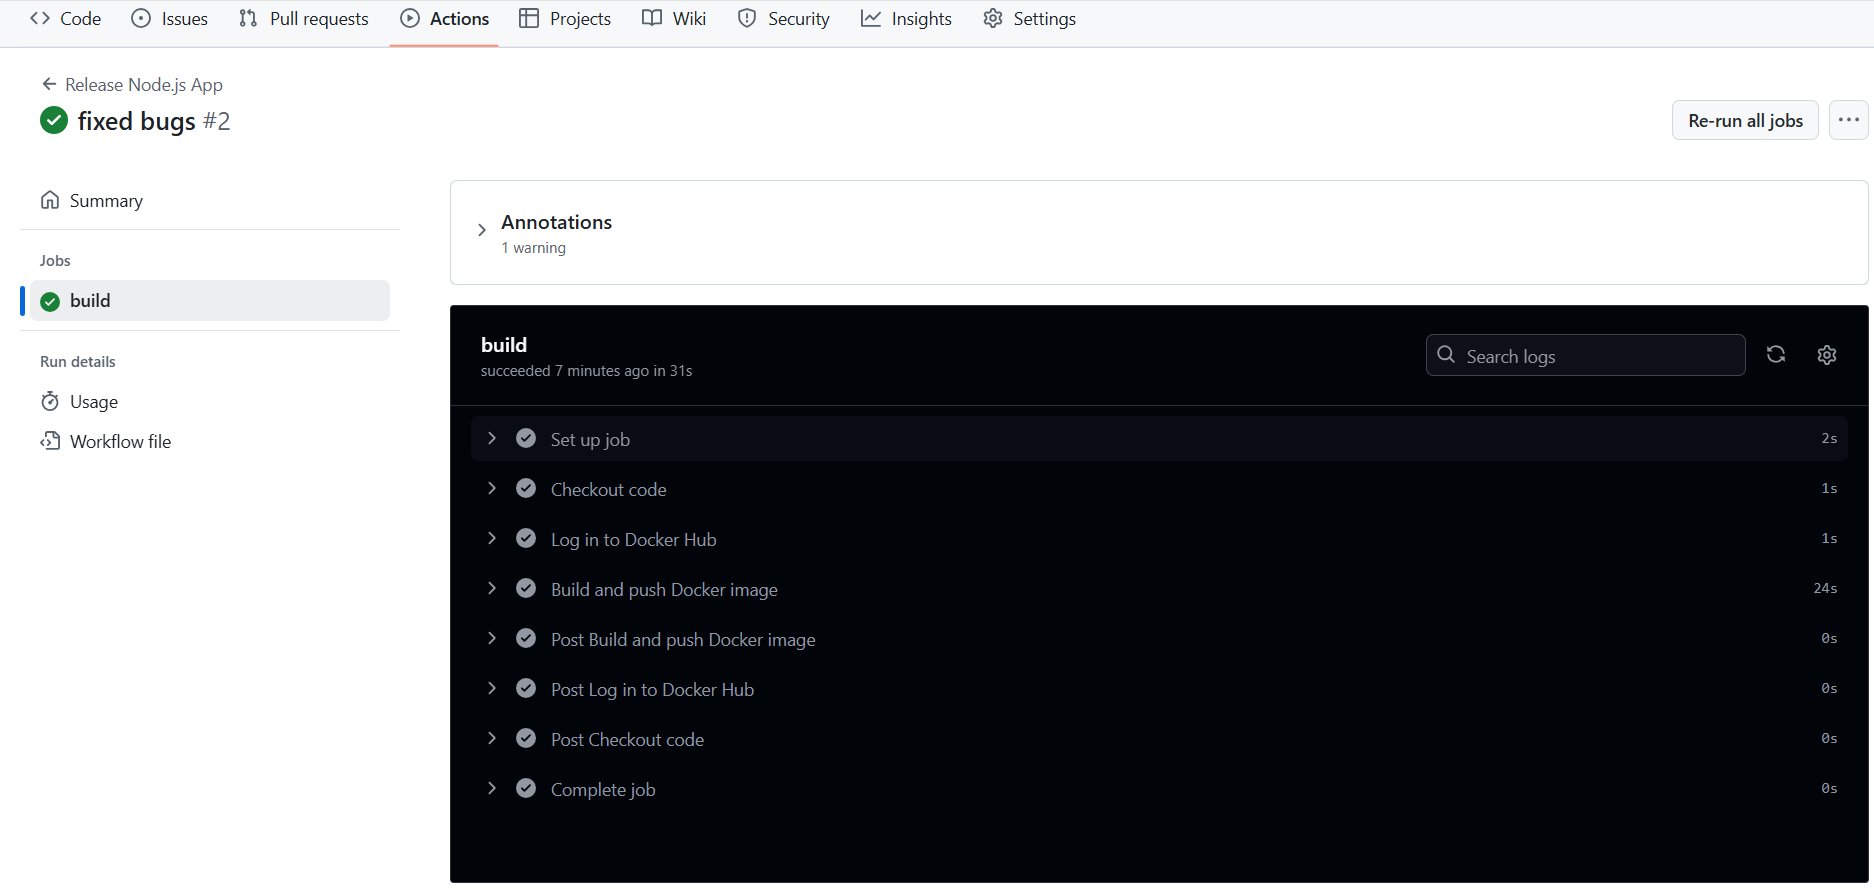 Code Issues Pull requests Actions Projects Wiki Security Insights Settings
Release Node.js App
fixed bugs #2
Re-run all jobs
Summary
Jobs
build
Run details
Usage
Workflow file
Annotations
1 warning
build
succeeded 7 minutes ago in 31s
Search logs
Set up job 2s
Checkout code 1s
Log in to Docker Hub 1s
Build and push Docker image 24s
Post Build and push Docker image 0s
Post Log in to Docker Hub 0s
Post Checkout code 0s
Complete job 0s